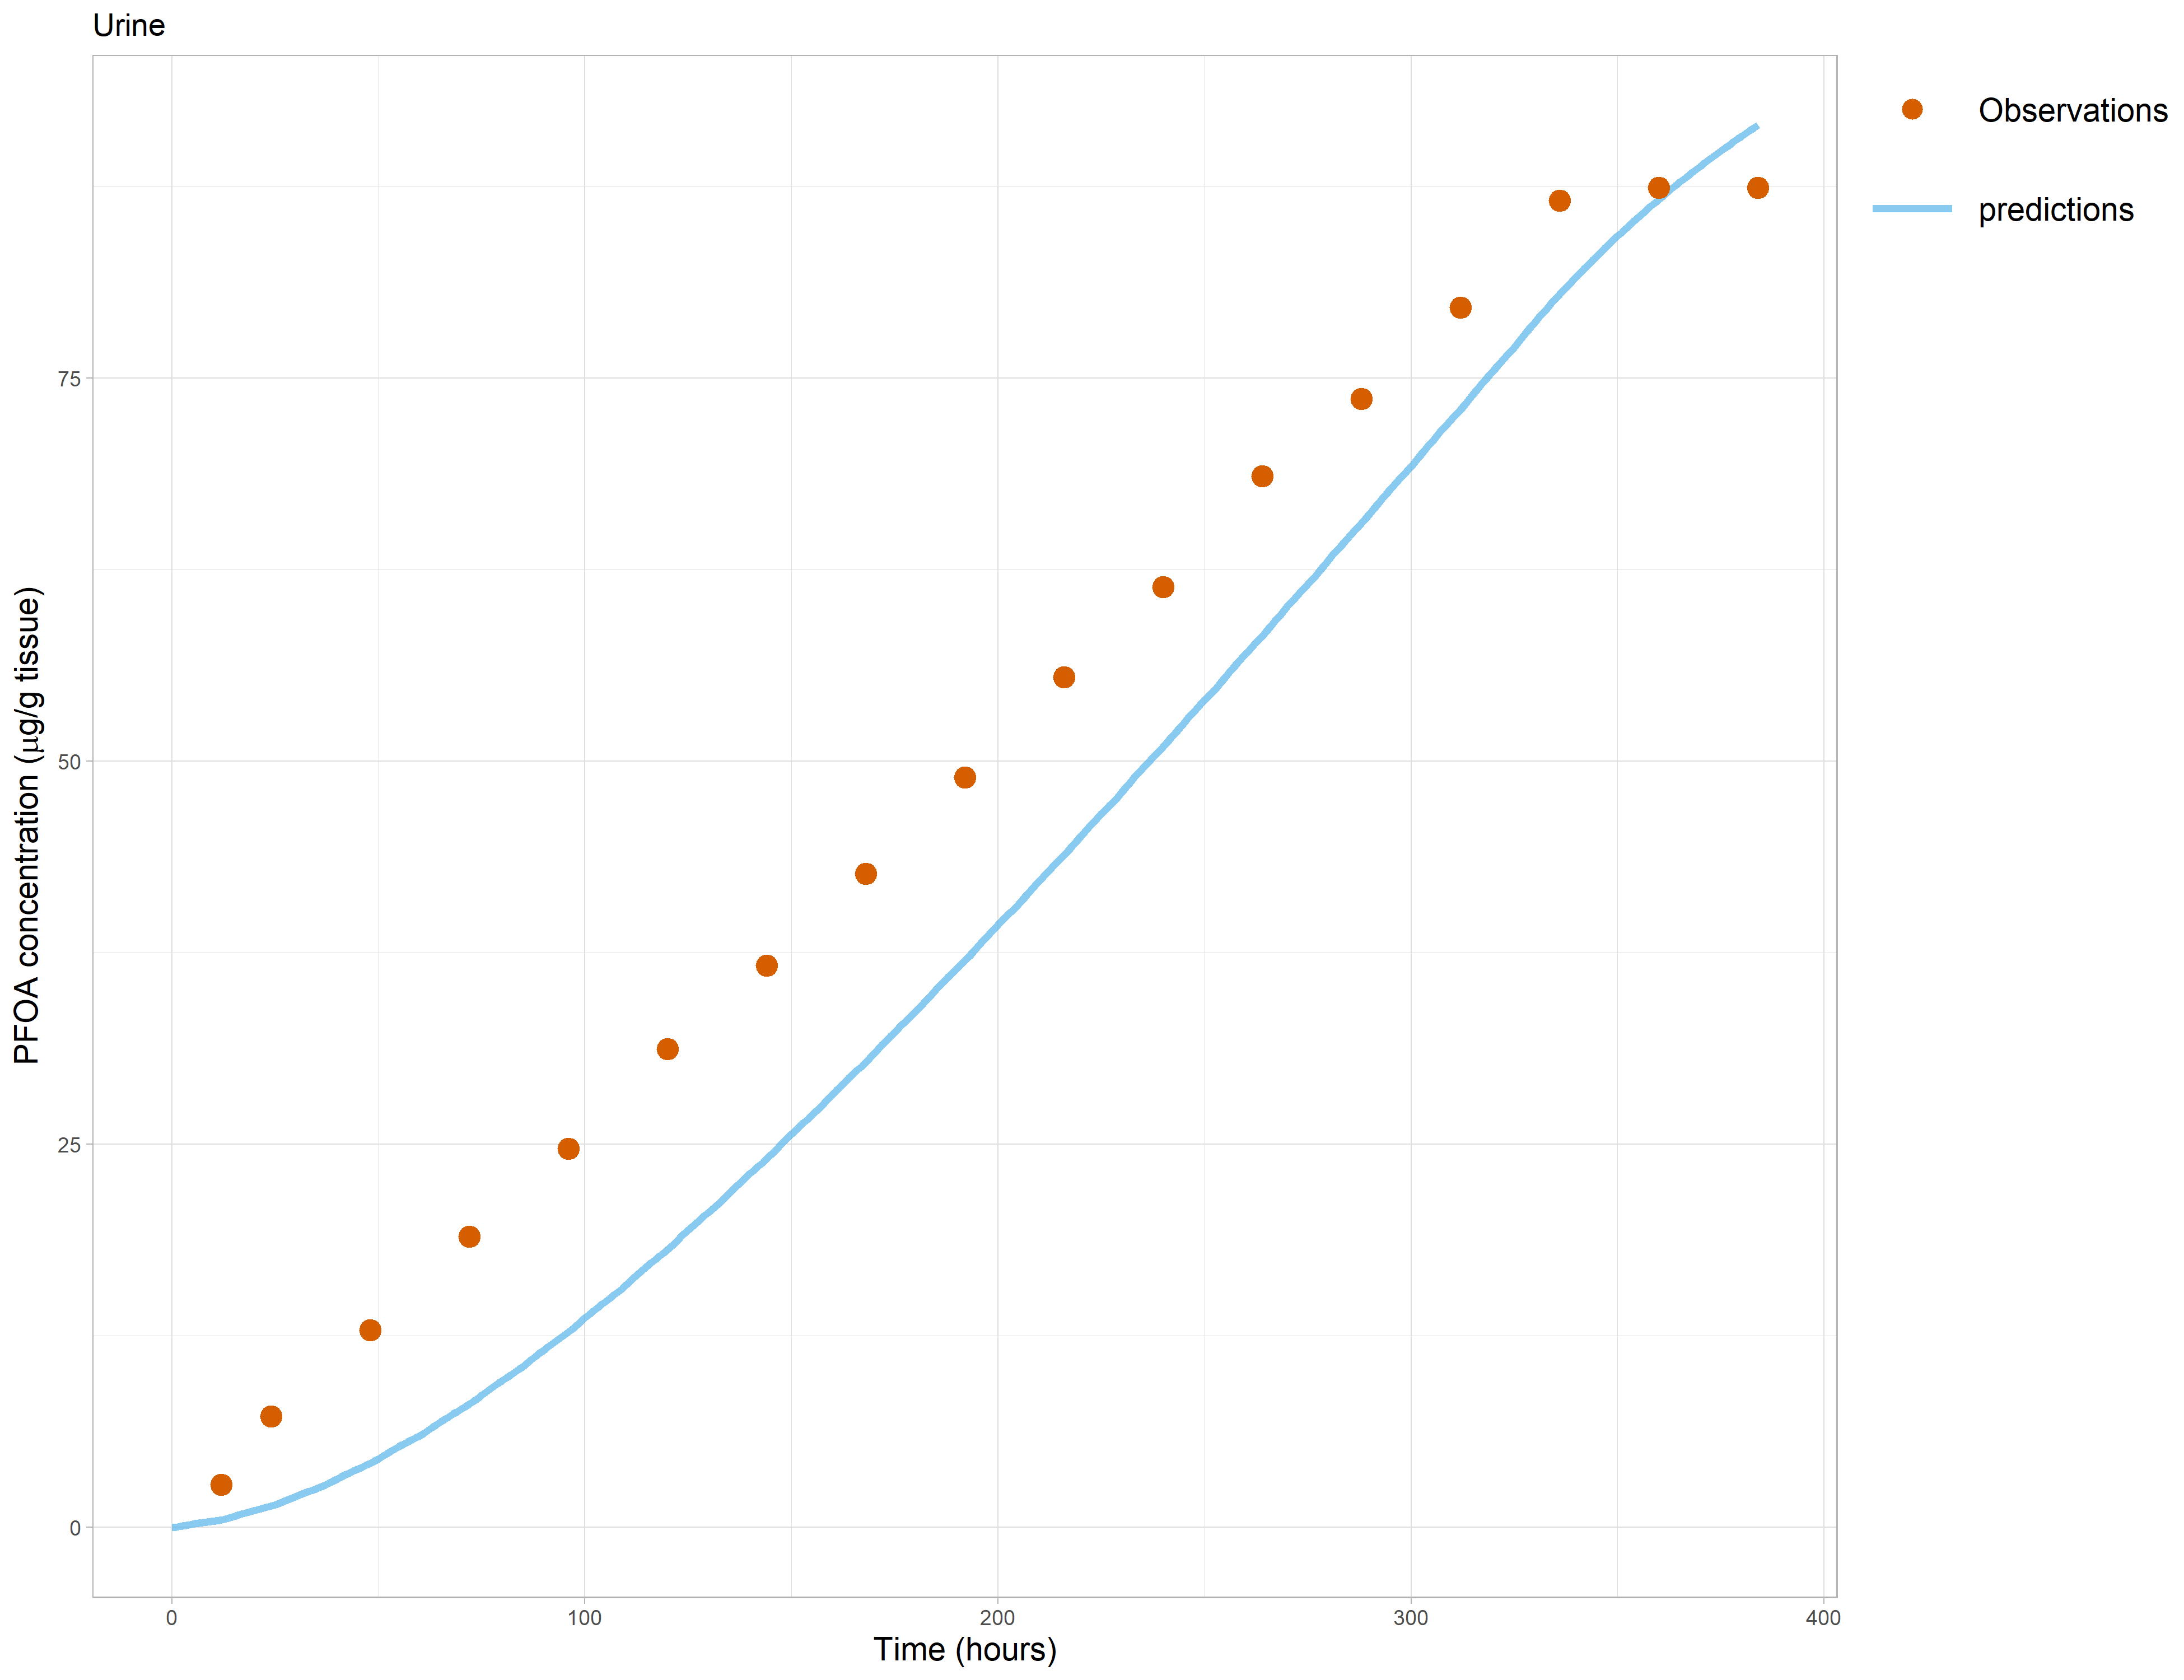 Urine
Observations
predictions
PFOA concentration (μg/g tissue)
75
50
25
0
0 100 200 300 400
Time (hours)